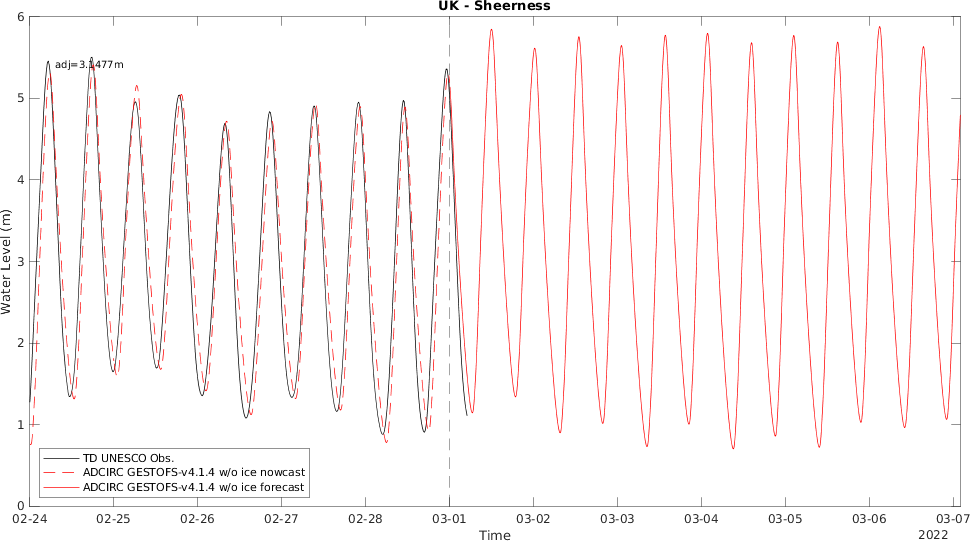 UK - Sheerness
adj=3.1477m
6
5
4
3
2
1
0
Water Level (m)
TD UNESCO Obs.
ADCIRC GESTOFS-v4.1.4 w/o ice nowcast
ADCIRC GESTOFS-v4.1.4 w/o ice forecast
02-24 02-25 02-26 02-27 02-28 03-01 03-02 03-03 03-04 03-05 03-06 03-07
Time
2022